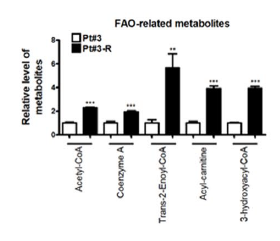 FAO-related metabolites
Pt#3
Pt#3-R
Relative level of
metabolites
8
6
4
2
0
***
***
**
***
***
Acetyl-CoA
Coenzyme A
Trans-2-Enoyl-CoA
Acyl-carnitine
3-hydroxyacyl-CoA